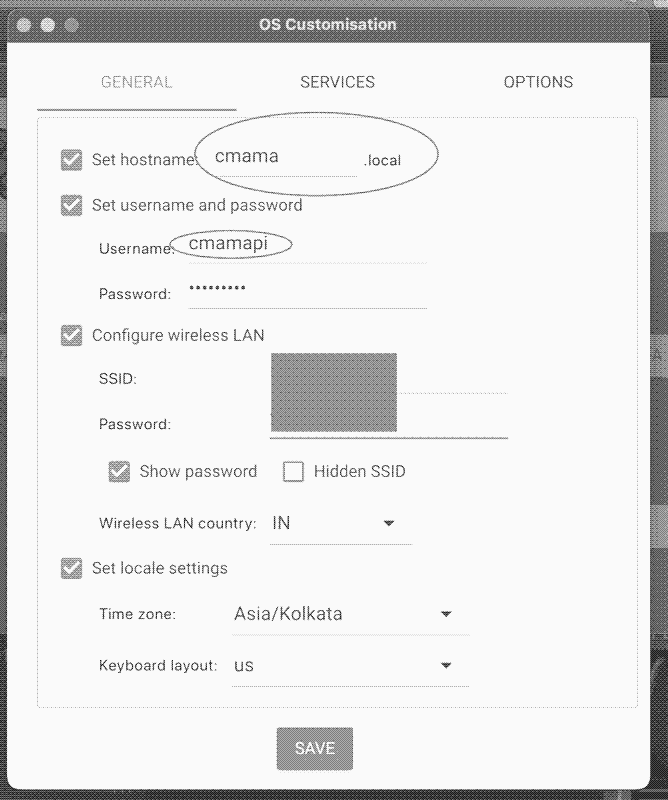 OS Customisation
GENERAL SERVICES OPTIONS
Set hostname: cmama .local
Set username and password
Username: cmamapi
Password: •••••••••
Configure wireless LAN
SSID:
Password:
Show password Hidden SSID
Wireless LAN country: IN
Set locale settings
Time zone: Asia/Kolkata
Keyboard layout: us
SAVE